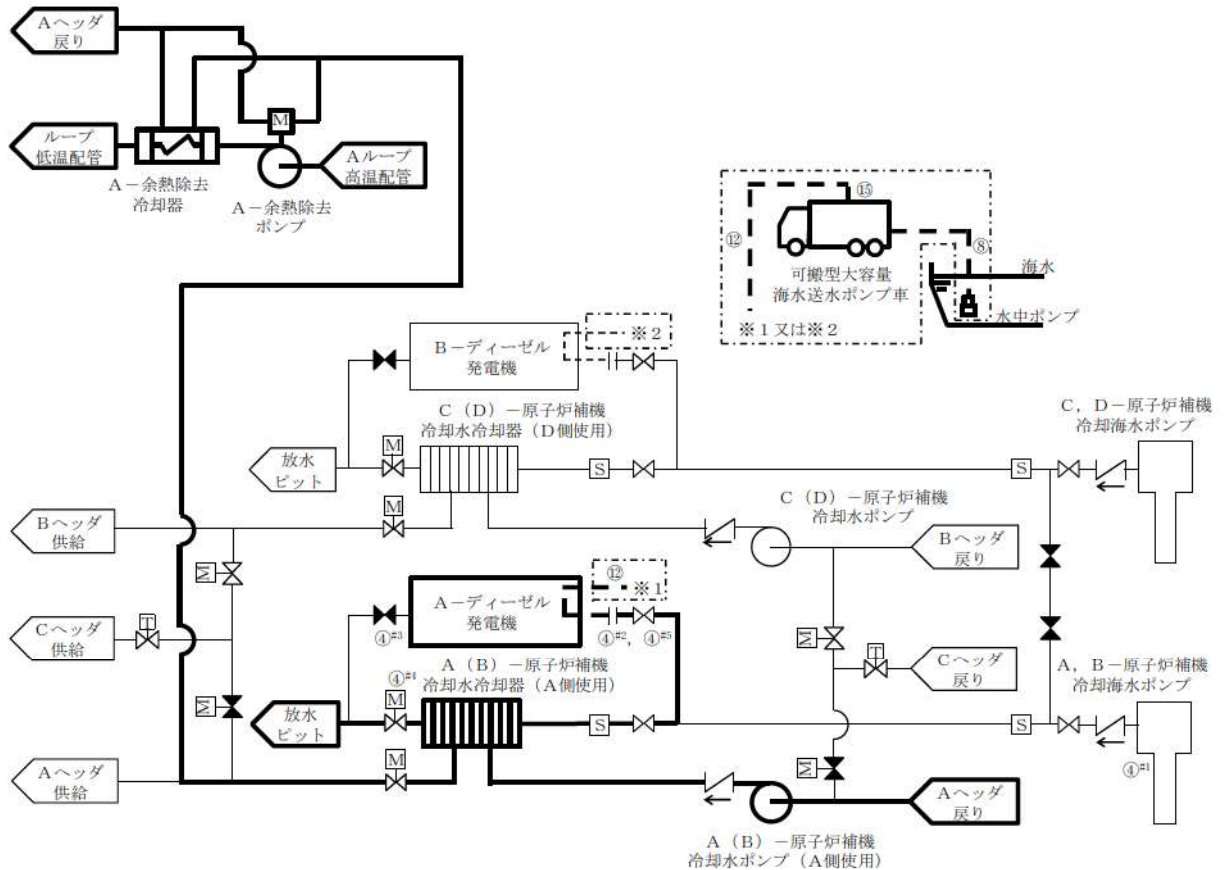 Aヘッダ
戻り
ループ
低温配管
M
Aループ
高温配管
A-余熱除去
冷却器
A-余熱除去
ポンプ
⑮
⑫
⑧
可搬型大容量
海水送水ポンプ車
海水
水中ポンプ
※1又は※2
B-ディーゼル
発電機
※2
C(D)-原子炉補機
冷却水冷却器(D側使用)
C,D-原子炉補機
冷却海水ポンプ
放水
ピット
M
S
S
M
C(D)-原子炉補機
冷却水ポンプ
Bヘッダ
供給
Bヘッダ
戻り
M
A-ディーゼル
発電機
⑫
※1
Cヘッダ
供給
T
④#3
④#2,④#5
M
T
Cヘッダ
戻り
A,B-原子炉補機
冷却海水ポンプ
A(B)-原子炉補機
冷却水冷却器(A側使用)
④#4
M
M
放水
ピット
S
S
④#1
M
M
Aヘッダ
供給
Aヘッダ
戻り
A(B)-原子炉補機
冷却水ポンプ(A側使用)